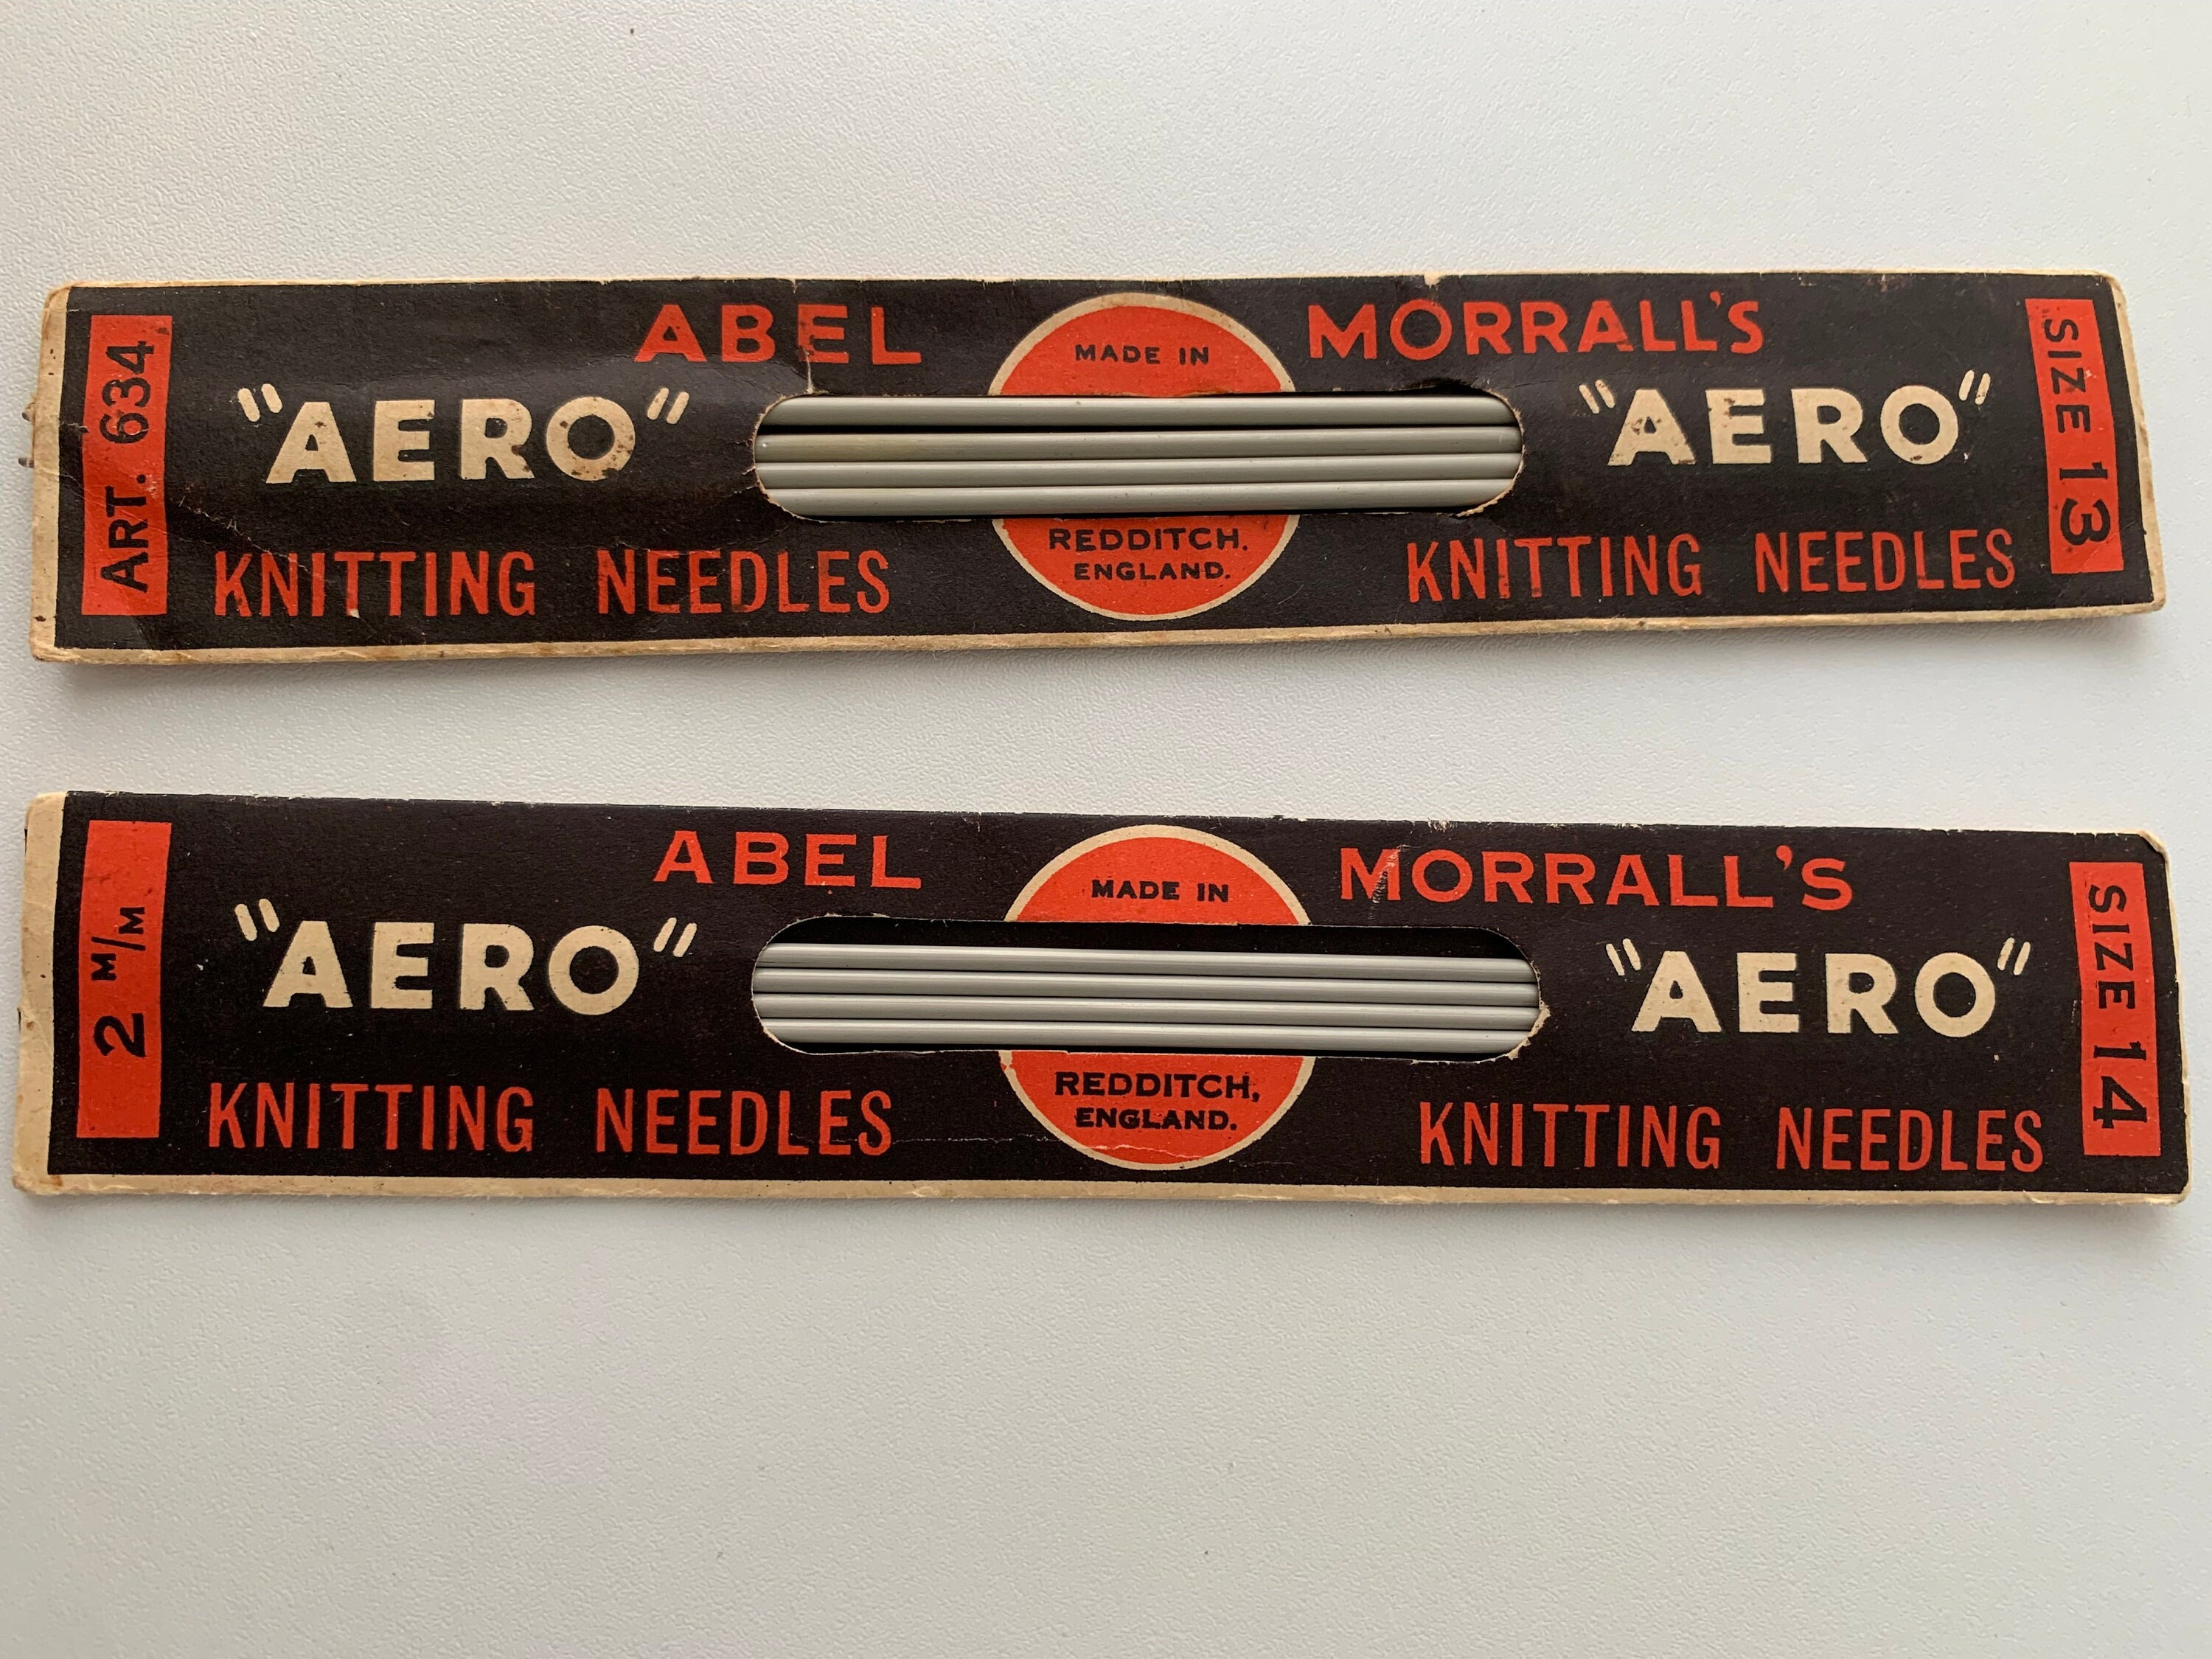 ART. 634
ABEL MORRALL'S
"AERO" "AERO"
KNITTING NEEDLES KNITTING NEEDLES
MADE IN
REDDITCH.
ENGLAND.
SIZE 13
2 M/M
ABEL MORRALL'S
"AERO" "AERO"
KNITTING NEEDLES KNITTING NEEDLES
MADE IN
REDDITCH,
ENGLAND.
SIZE 14